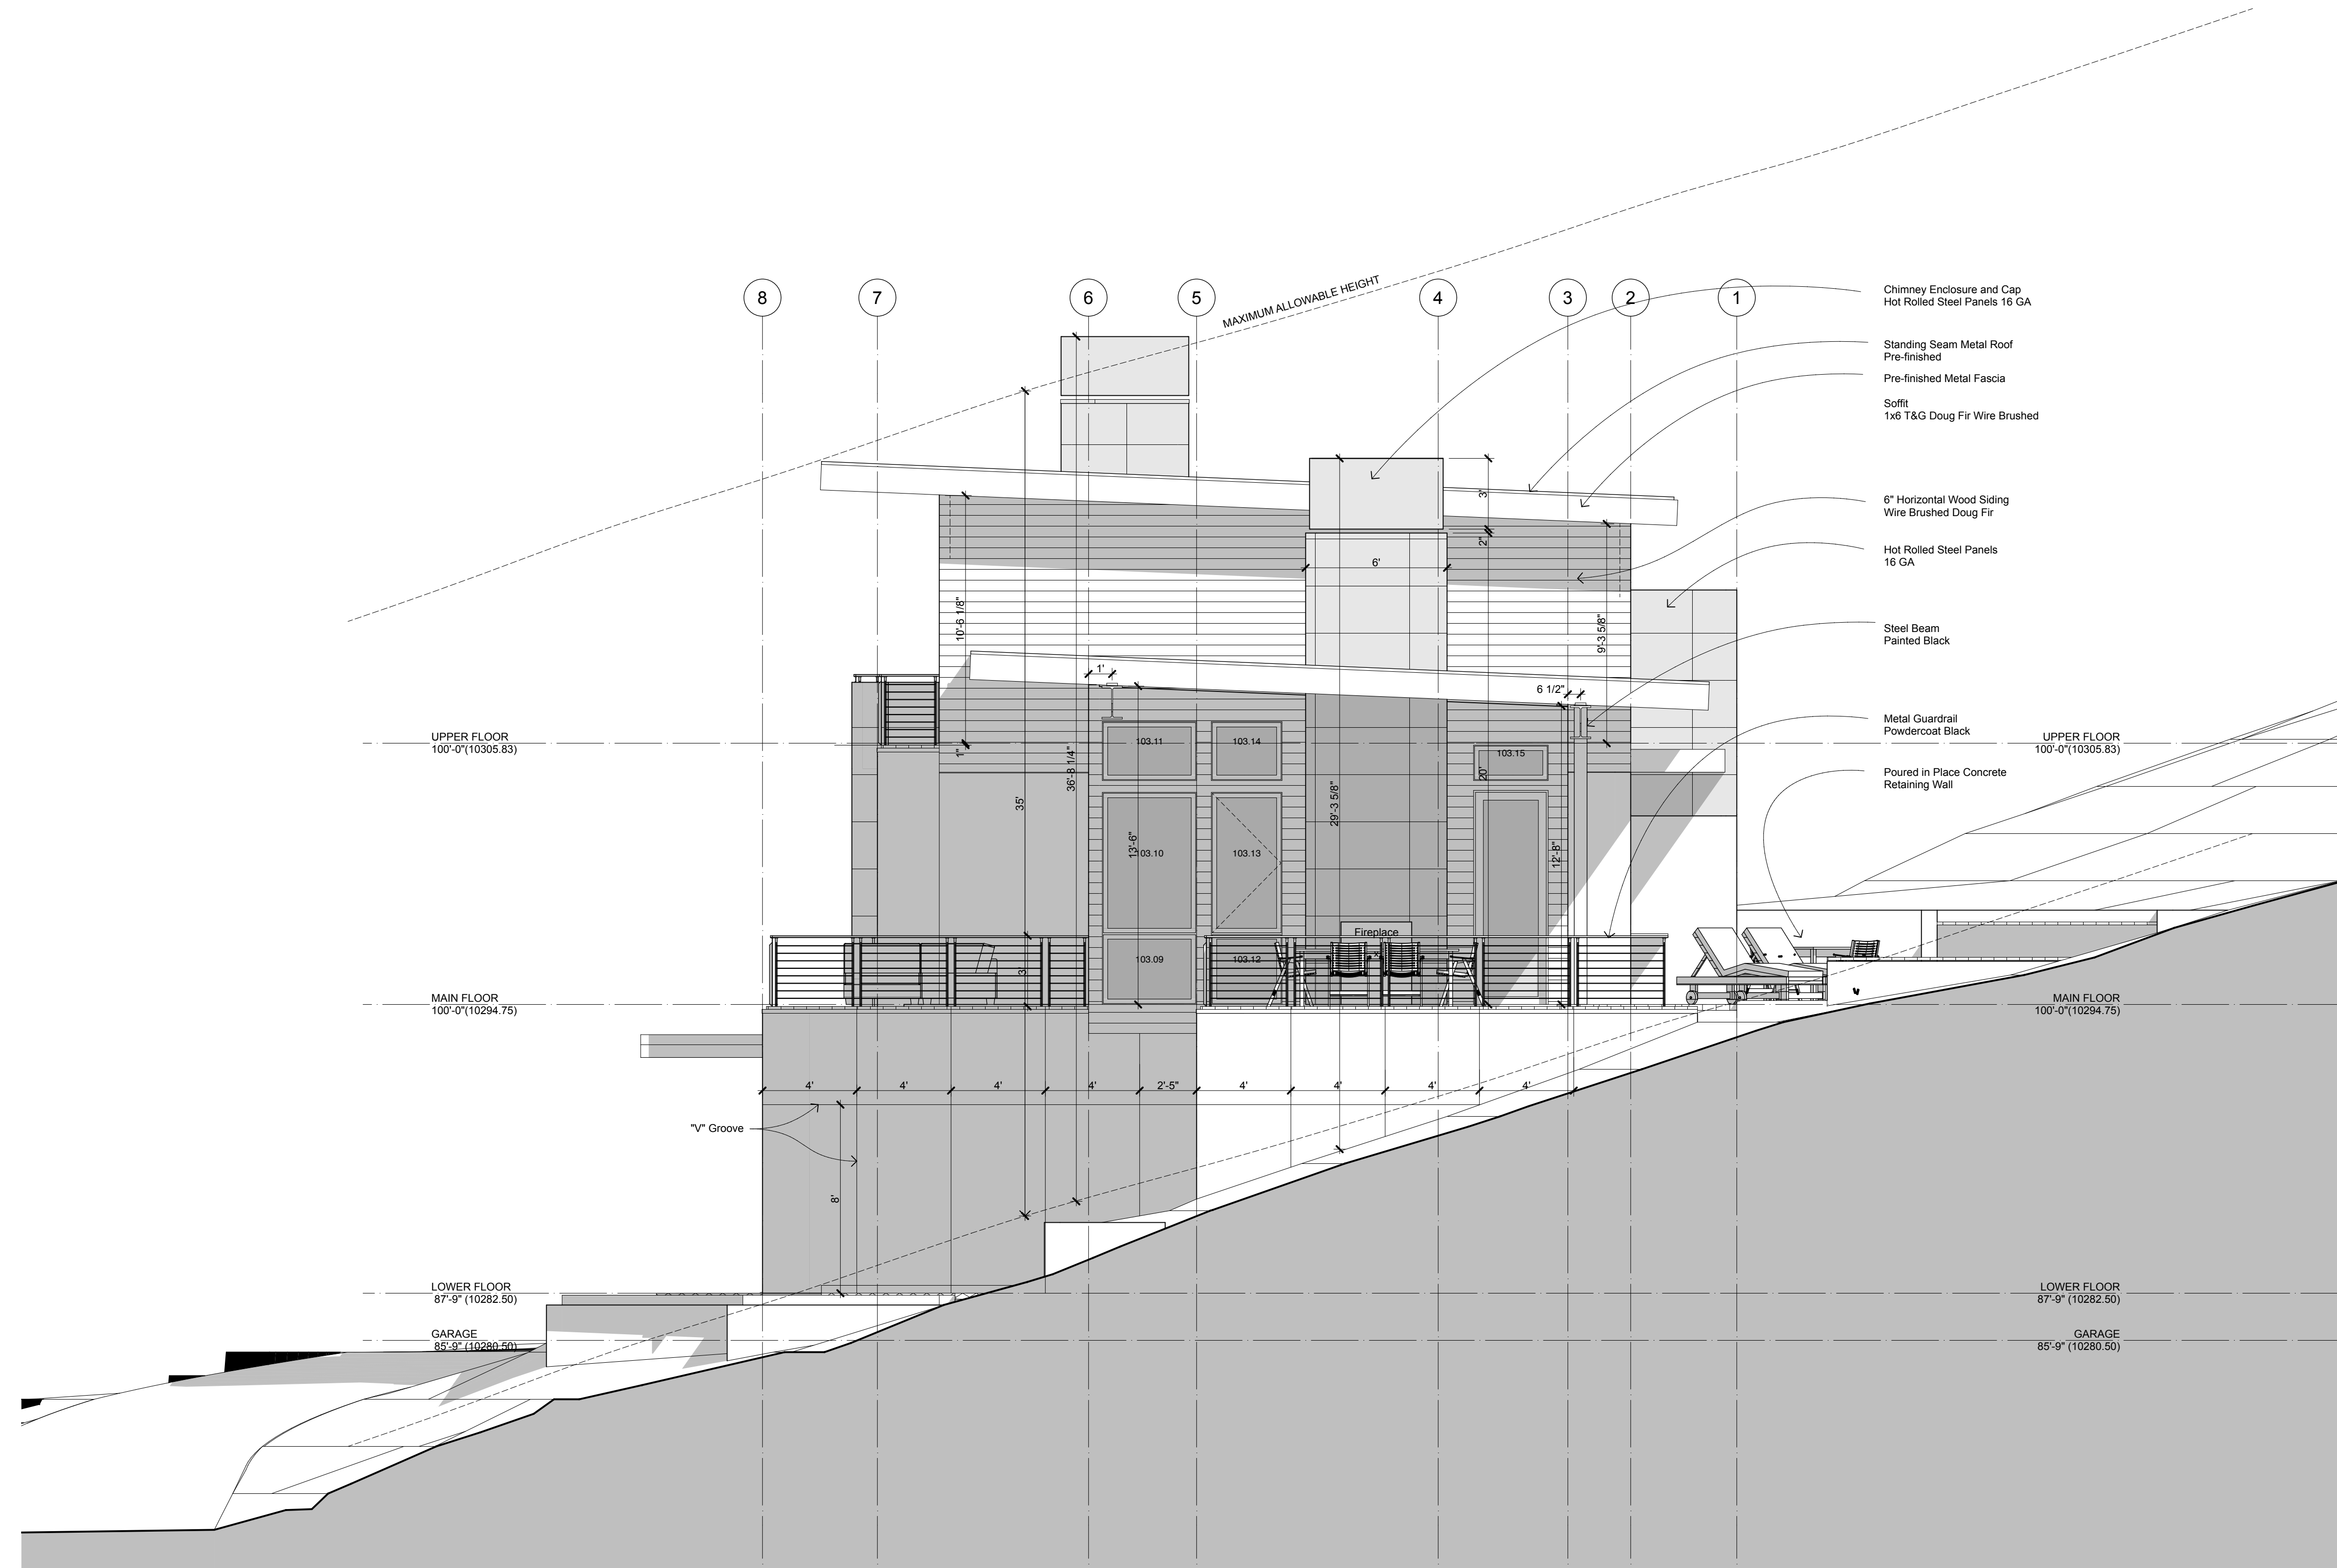 8 7 6 5 4 3 2 1
MAXIMUM ALLOWABLE HEIGHT
Chimney Enclosure and Cap
Hot Rolled Steel Panels 16 GA
Standing Seam Metal Roof
Pre-finished
Pre-finished Metal Fascia
Soffit
1x6 T&G Doug Fir Wire Brushed
6" Horizontal Wood Siding
Wire Brushed Doug Fir
Hot Rolled Steel Panels
16 GA
Steel Beam
Painted Black
Metal Guardrail
Powdercoat Black
Poured in Place Concrete
Retaining Wall
3'
2"
6'
10'-6 1/8"
9'-3 5/8"
1'
6 1/2"
UPPER FLOOR
100'-0"(10305.83)
1"
36'-8 1/4"
103.11
103.14
103.15
UPPER FLOOR
100'-0"(10305.83)
20'
35'
29'-3 5/8"
13'-6"
103.10
103.13
12'-8"
Fireplace
3'
103.09
103.12
MAIN FLOOR
100'-0"(10294.75)
MAIN FLOOR
100'-0"(10294.75)
4' 4' 4' 4' 2'-5" 4' 4' 4' 4'
"V" Groove
8'
LOWER FLOOR
87'-9" (10282.50)
LOWER FLOOR
87'-9" (10282.50)
GARAGE
85'-9" (10280.50)
GARAGE
85'-9" (10280.50)